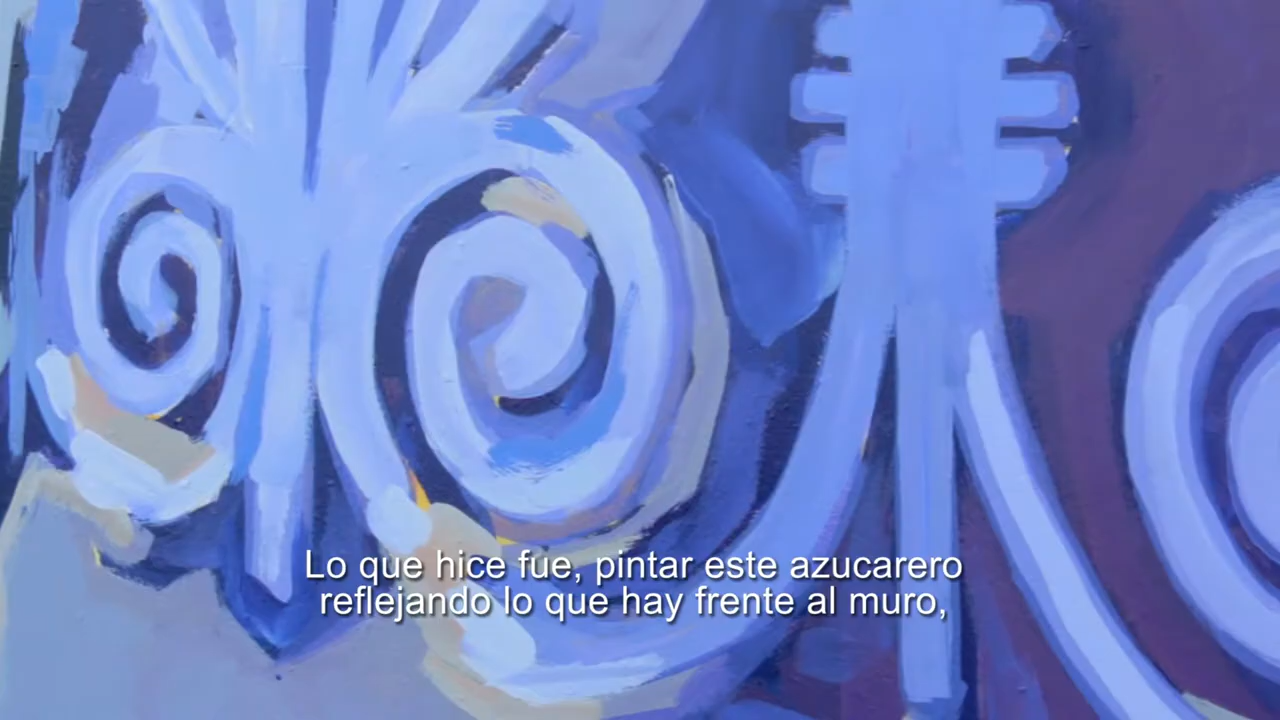 Lo que hice fue, pintar este azucarero
reflejando lo que hay frente al muro,